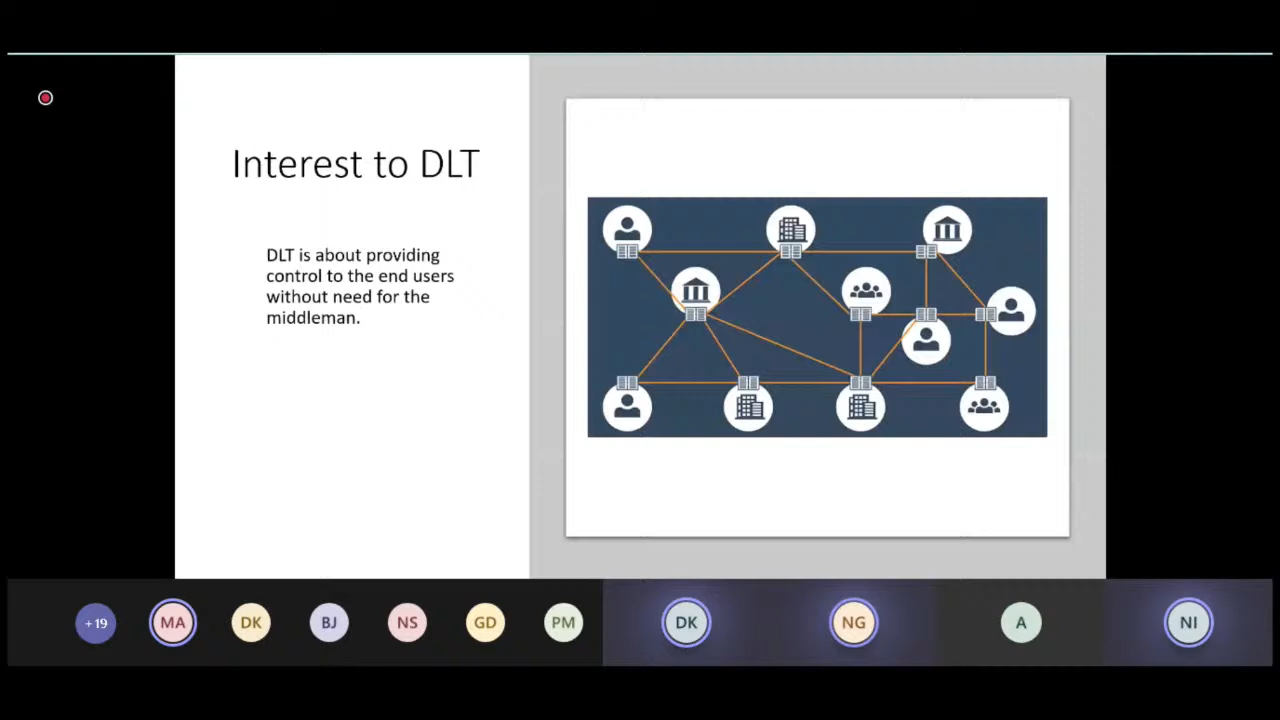 Interest to DLT
DLT is about providing
control to the end users
without need for the
middleman.
+19
MA
DK
BJ
NS
GD
PM
DK
NG
A
NI